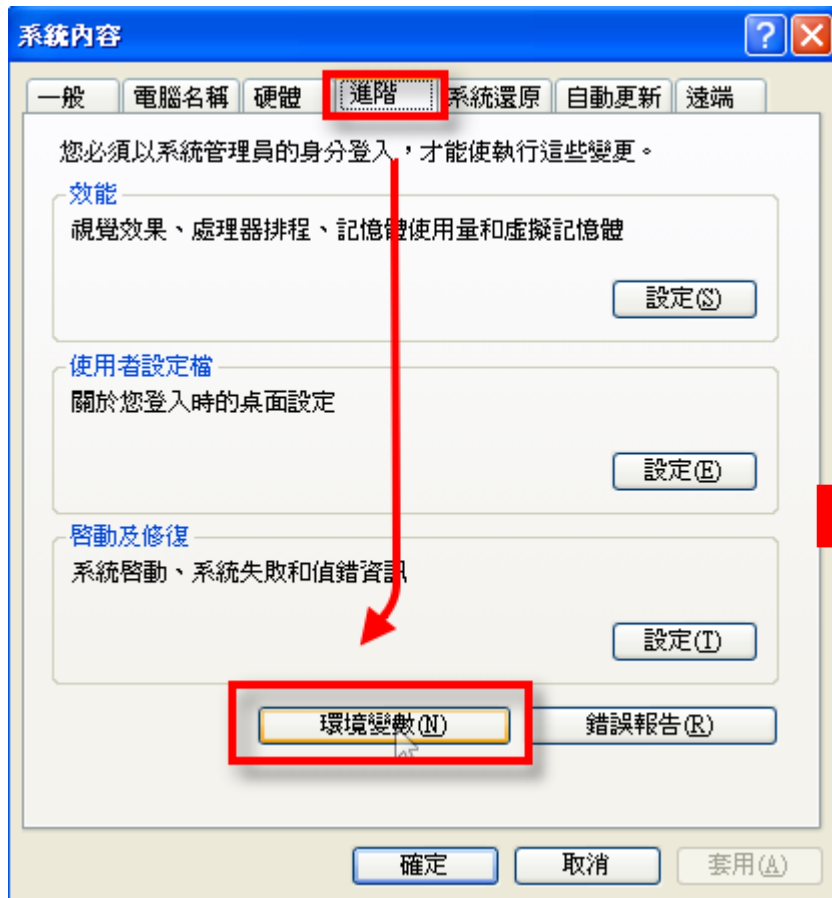 系統內容
一般 電腦名稱 硬體 進階 系統還原 自動更新 遠端
您必須以系統管理員的身分登入，才能使執行這些變更。
效能
視覺效果、處理器排程、記憶體使用量和虛擬記憶體
設定(S)
使用者設定檔
關於您登入時的桌面設定
設定(E)
啓動及修復
系統啓動、系統失敗和偵錯資訊
設定(T)
環境變數(N) 錯誤報告(R)
確定 取消 套用(A)